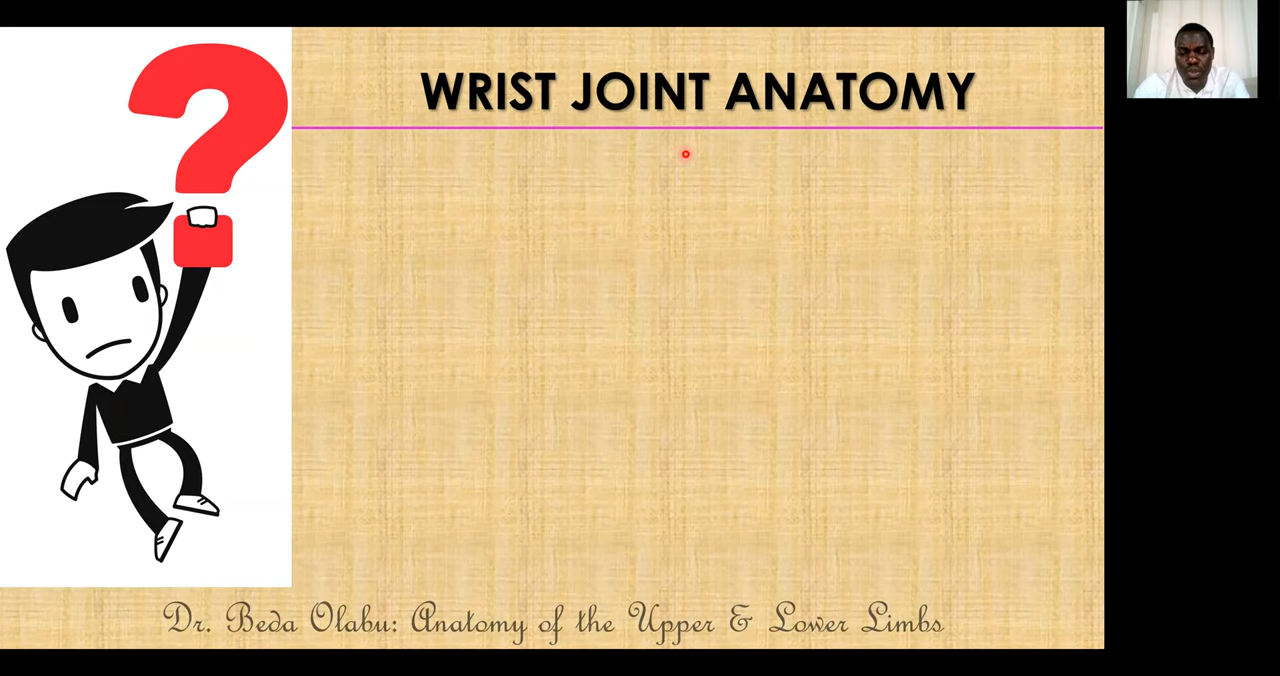 WRIST JOINT ANATOMY
Dr. Beda Olabu: Anatomy of the Upper & Lower Limbs